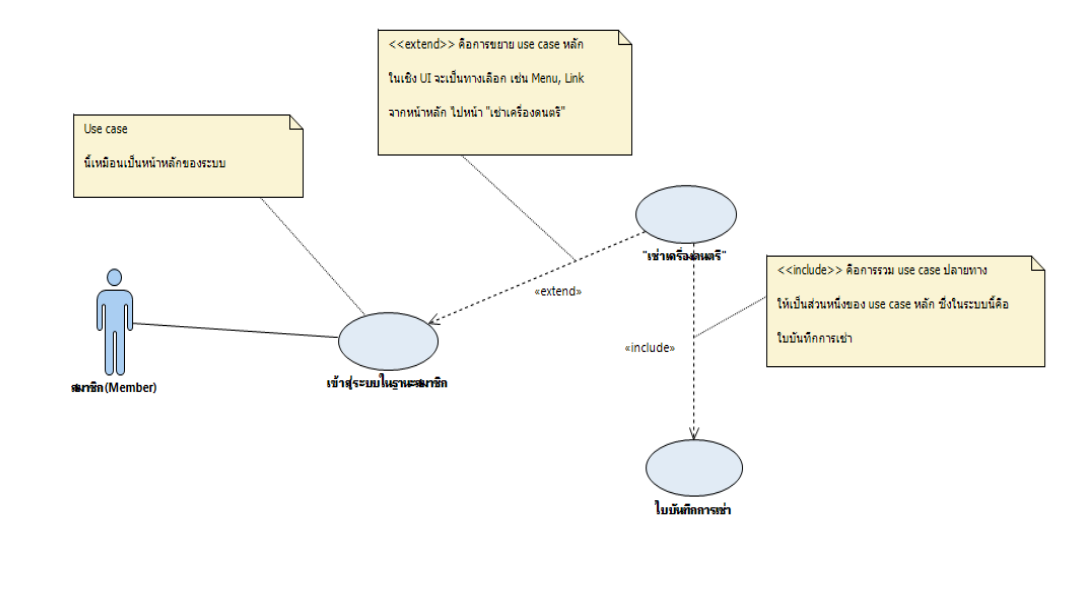 <<extend>> คือการขยาย use case หลัก
ในเชิง UI จะเป็นทางเลือก เช่น Menu, Link
จากหน้าหลัก ไปหน้า "เช่าเครื่องดนตรี"
Use case
นี้เหมือนเป็นหน้าหลักของระบบ
"เช่าเครื่องดนตรี"
<<include>> คือการรวม use case ปลายทาง
ให้เป็นส่วนหนึ่งของ use case หลัก ซึ่งในระบบนี้คือ
ใบบันทึกการเช่า
«extend»
«include»
สมาชิก(Member)
เข้าสู่ระบบในฐานะสมาชิก
ใบบันทึกการเช่า